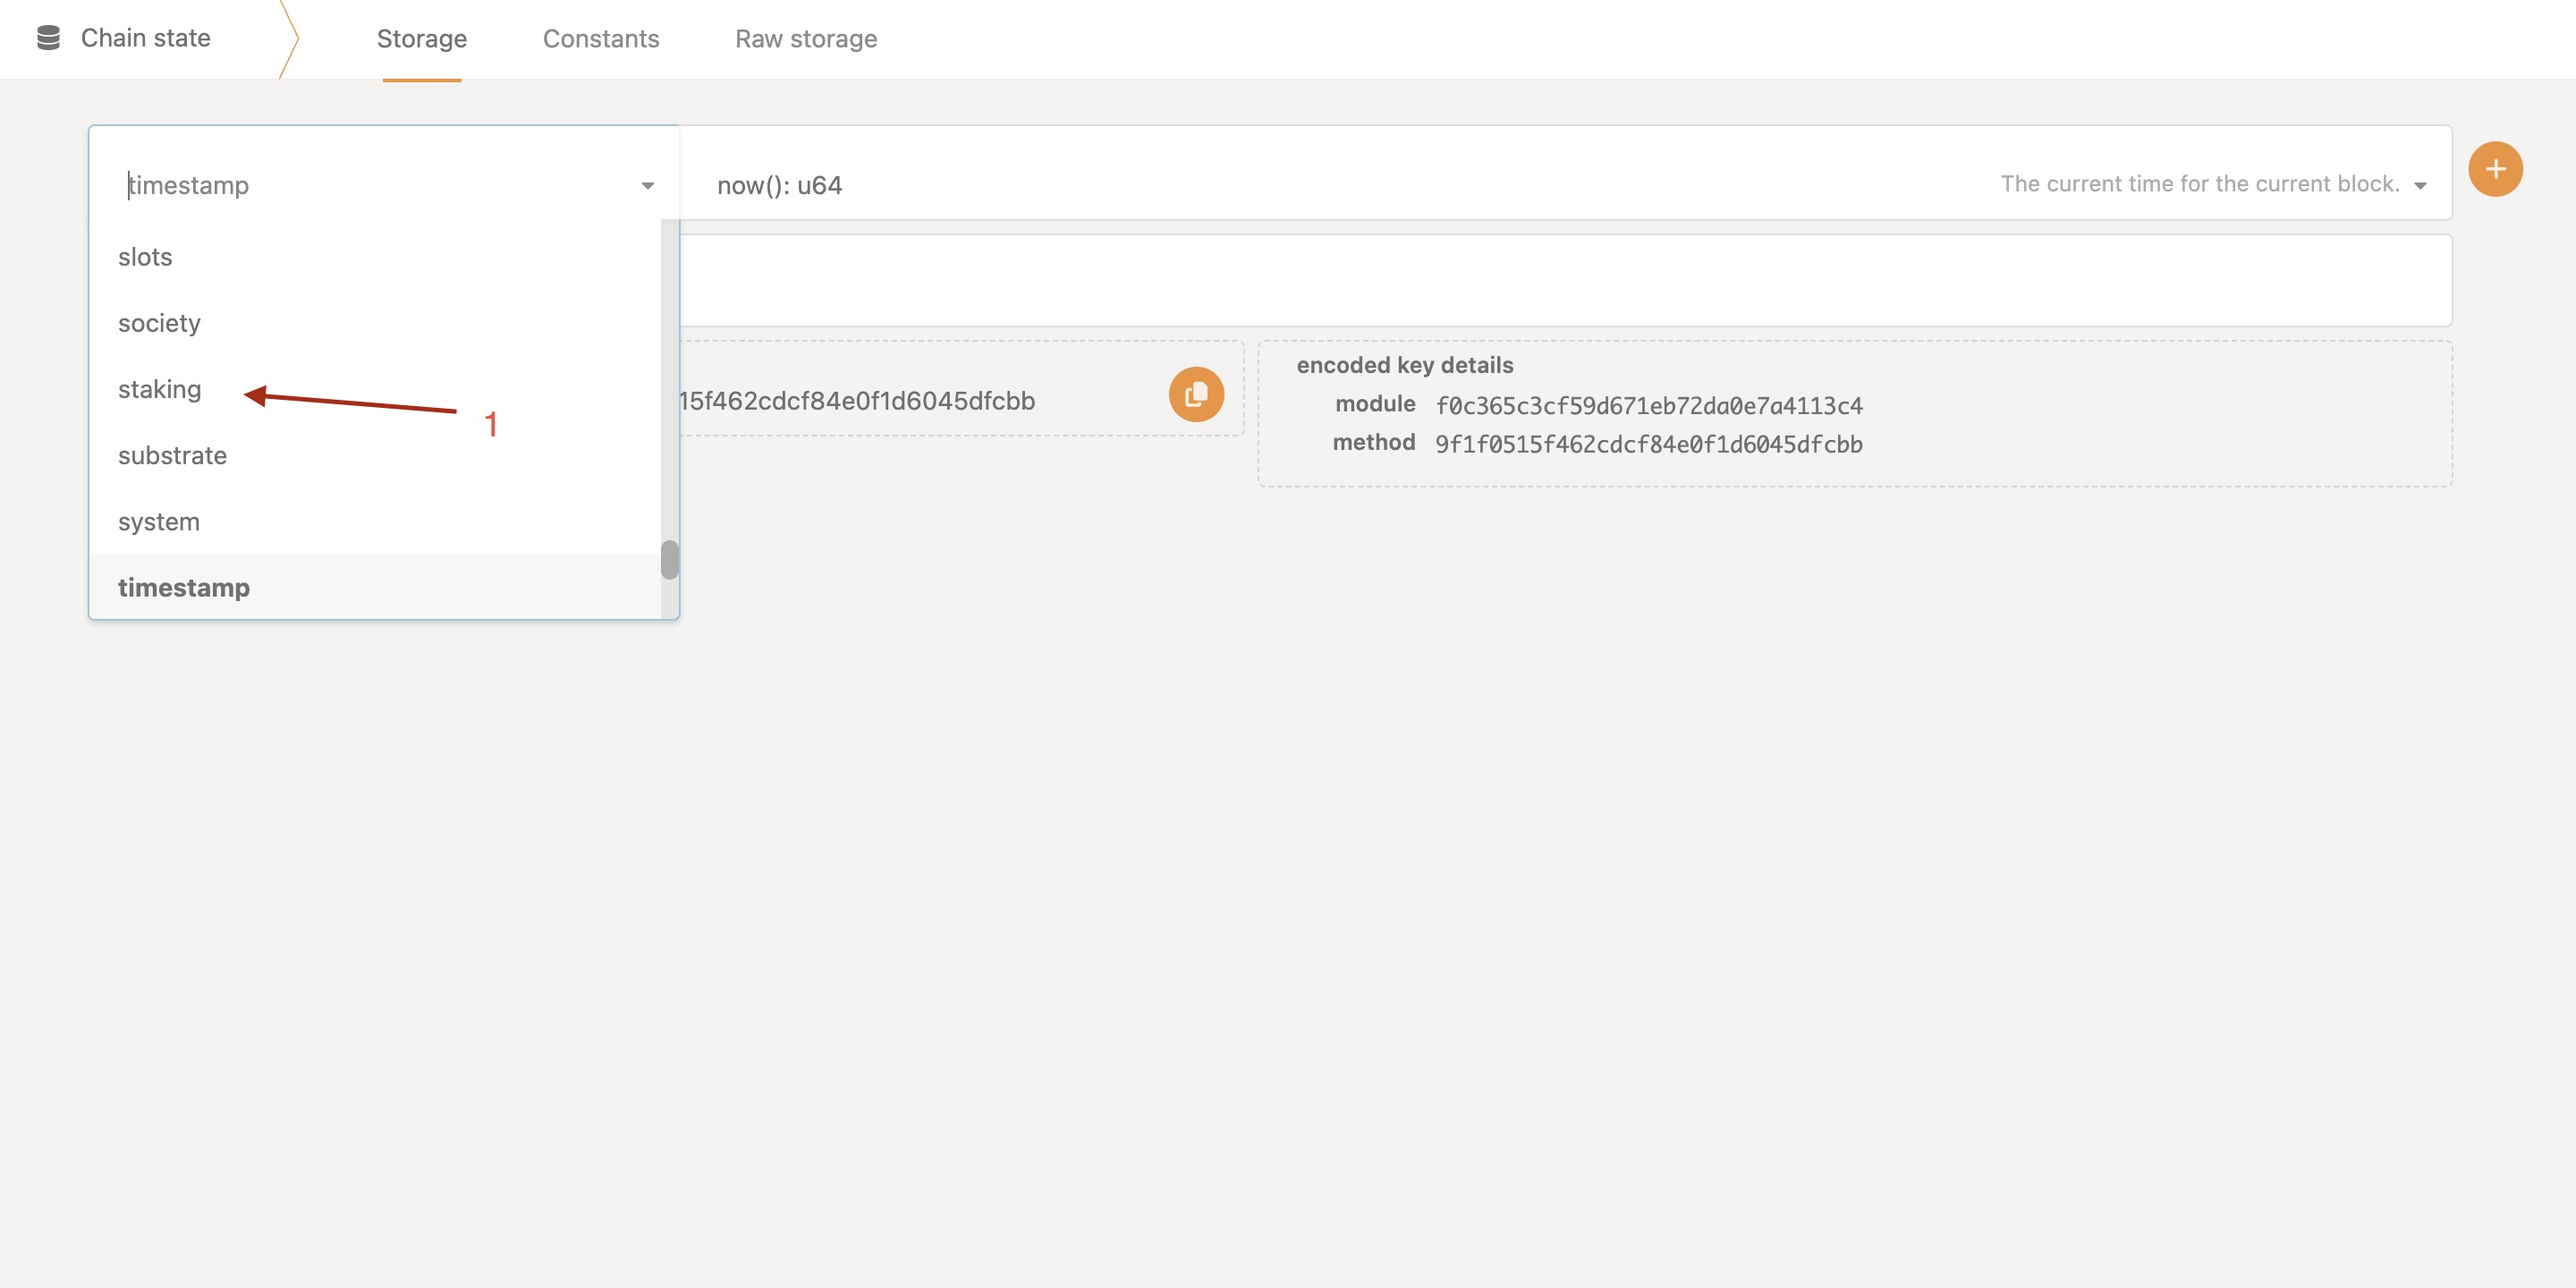 Chain state
Storage
Constants
Raw storage
timestamp
now(): u64
The current time for the current block.
slots
society
staking
1
substrate
system
timestamp
15f462cdcf84e0f1d6045dfcbb
encoded key details
module f0c365c3cf59d671eb72da0e7a4113c4
method 9f1f0515f462cdcf84e0f1d6045dfcbb